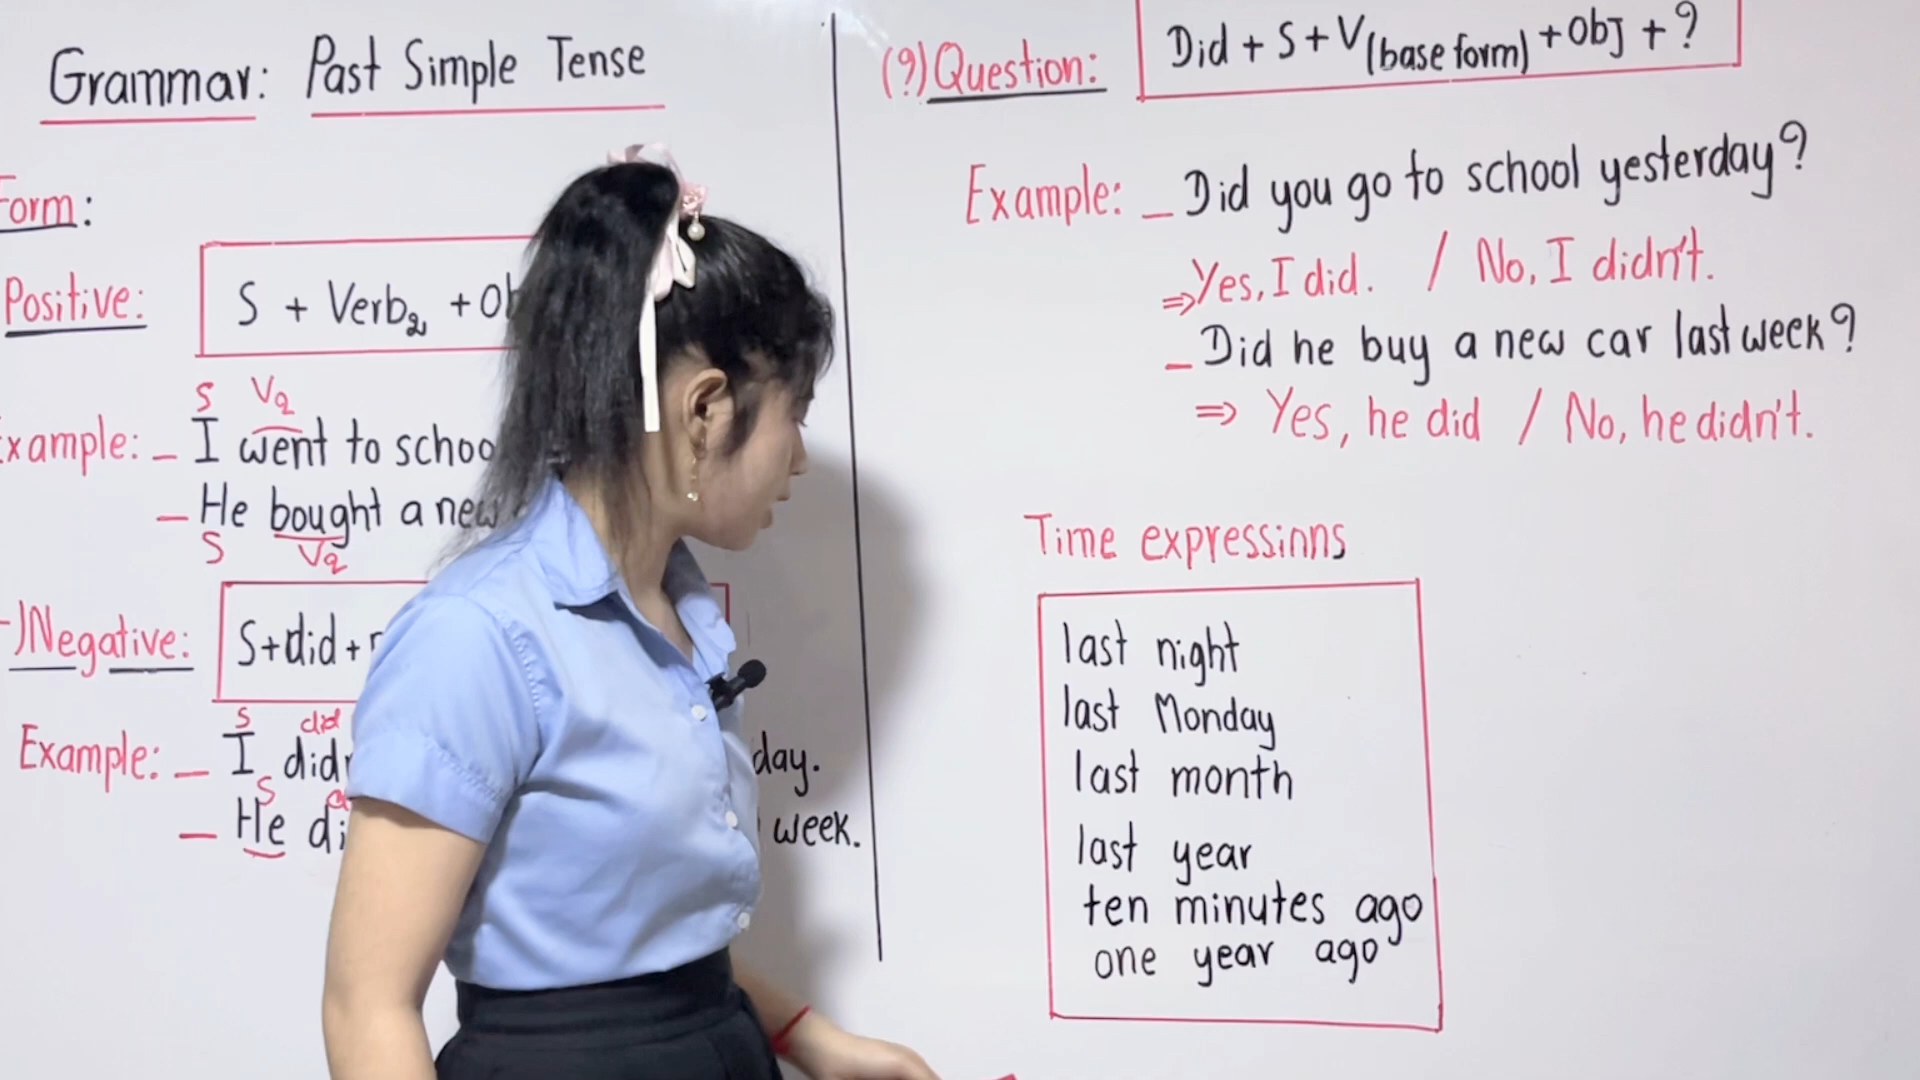 Grammar: Past Simple Tense
Form:
Positive:
S + Verb₂ + Ob
S V₂
Example: _ I went to schoo
_ He bought a new
S V₂
-)Negative:
S+did+
S did
Example: _ I did day.
S
_ He di week.
(?)Question:
Did + S + V(base form) + Obj + ?
Example: _ Did you go to school yesterday?
⇒ Yes, I did. / No, I didn't.
_ Did he buy a new car last week?
⇒ Yes, he did / No, he didn't.
Time expressinns
last night
last Monday
last month
last year
ten minutes ago
one year ago